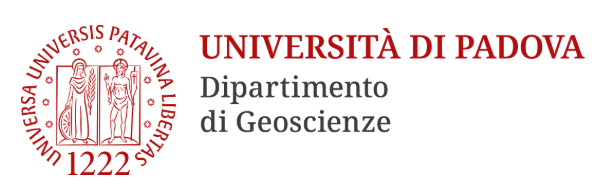 UNIVERSA UNIVERSIS PATAVINA LIBERTAS
1222
UNIVERSITÀ DI PADOVA
Dipartimento
di Geoscienze